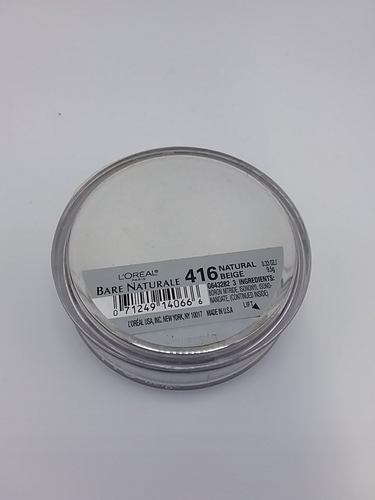 L'ORÉAL
PARIS
BARE NATURALE
416 NATURAL BEIGE
0.33 OZ./
9.5g
G643282 3 INGREDIENTS:
BORON NITRIDE, ISONONYL ISONO-
NANOATE, (CONTINUED INSIDE)
LIFT
0 71249 14066 6
L'ORÉAL USA, INC. NEW YORK, NY 10017 MADE IN U.S.A